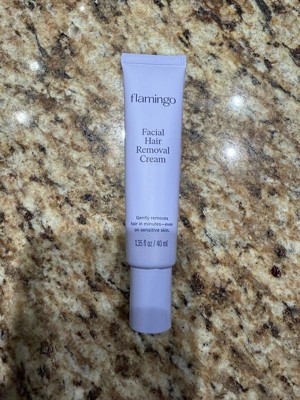 flamingo
Facial
Hair
Removal
Cream
Gently removes
hair in minutes—even
on sensitive skin.
1.35 fl oz / 40 ml